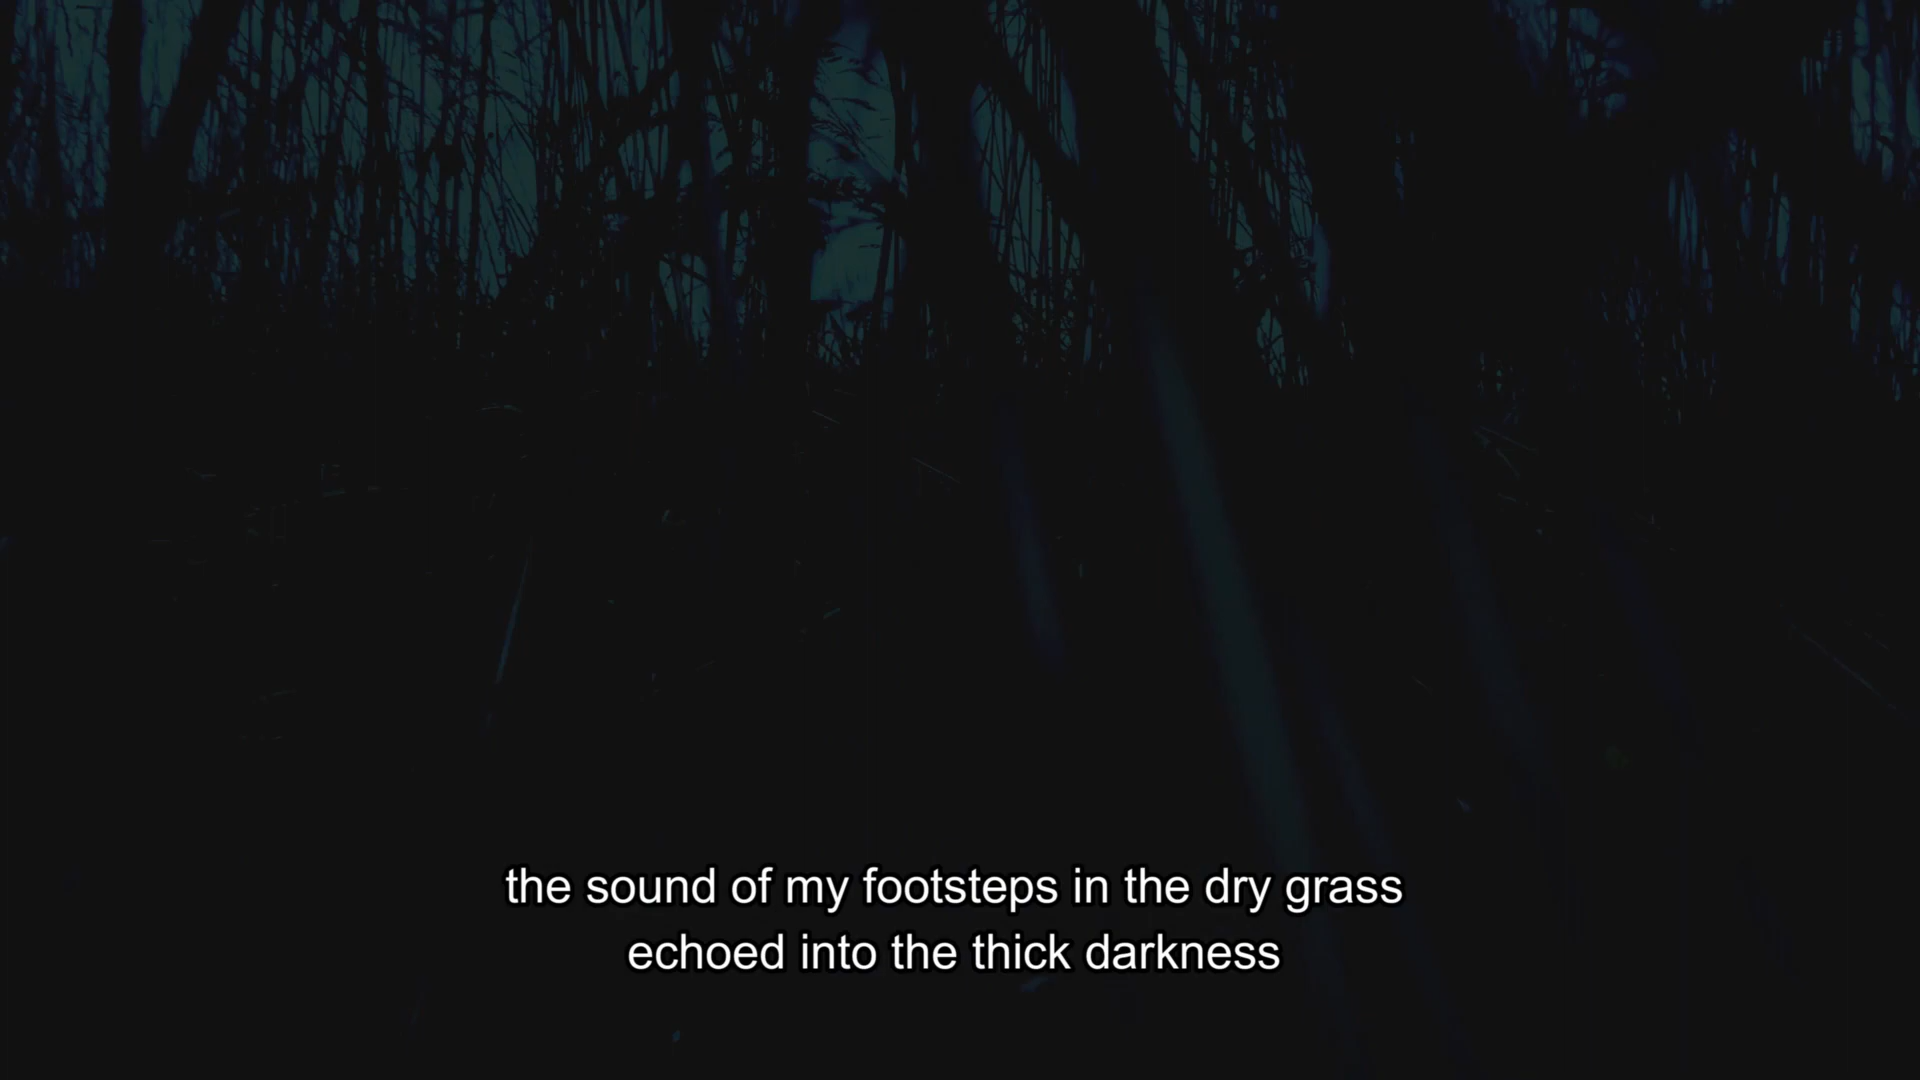 the sound of my footsteps in the dry grass
echoed into the thick darkness